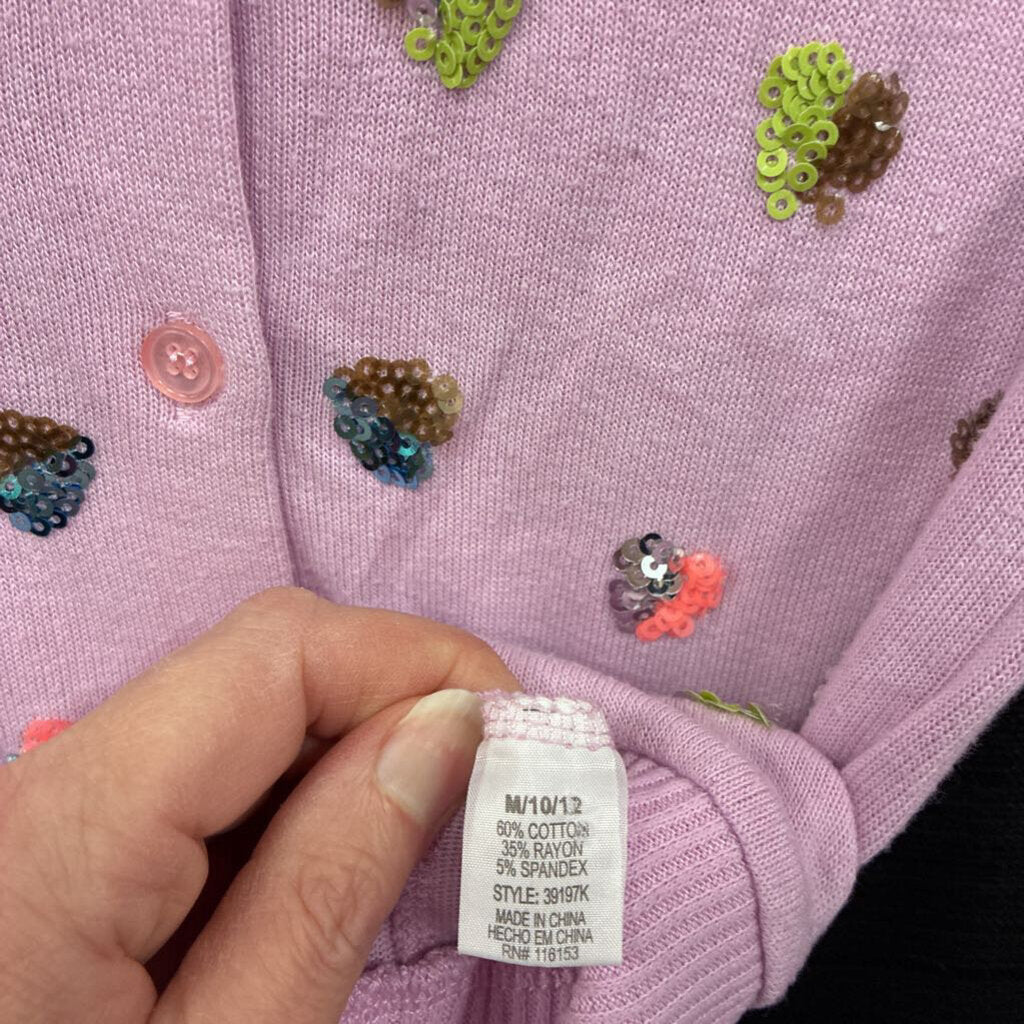 M/10/12
60% COTTON
35% RAYON
5% SPANDEX
STYLE: 39197K
MADE IN CHINA
HECHO EM CHINA
RN# 116153